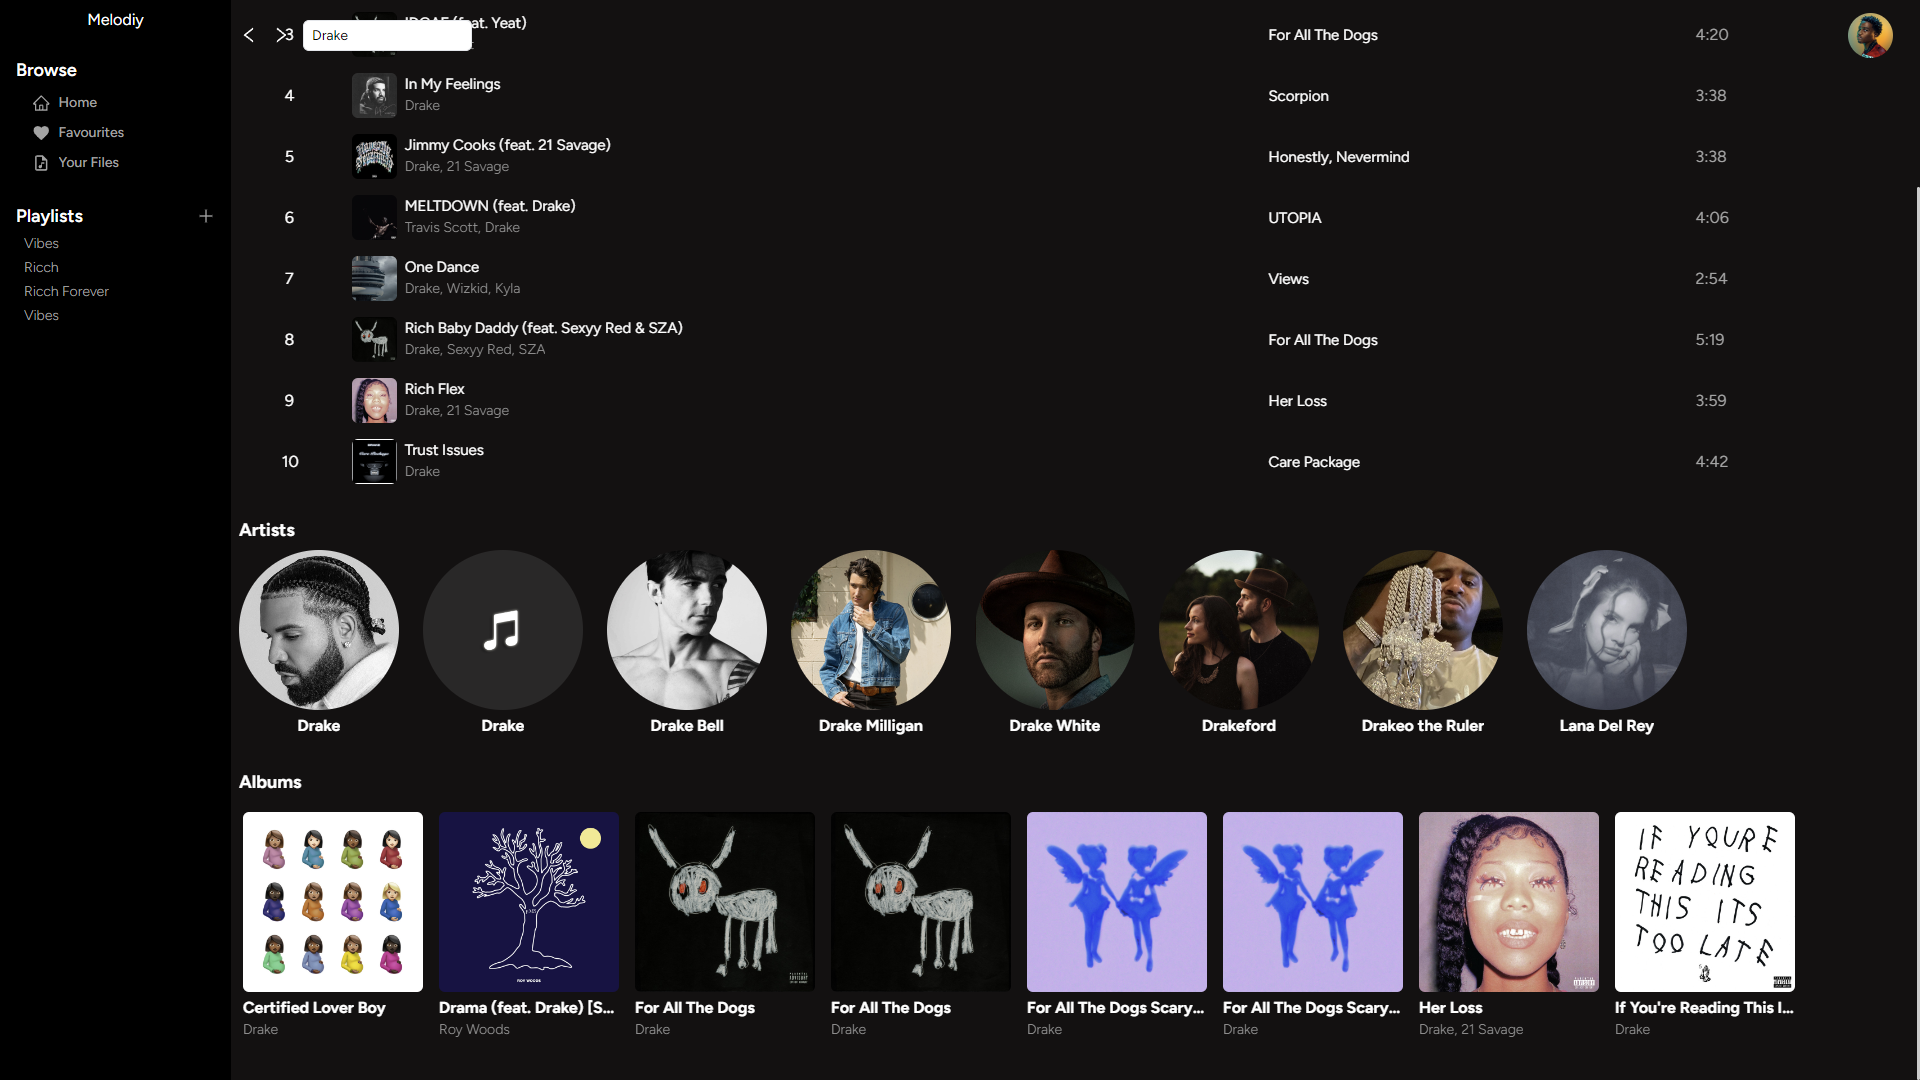 Melodiy
Browse
Home
Favourites
Your Files
Playlists
Vibes
Ricch
Ricch Forever
Vibes
Drake
3
(feat. Yeat)
For All The Dogs
4:20
4
In My Feelings
Drake
Scorpion
3:38
5
Jimmy Cooks (feat. 21 Savage)
Drake, 21 Savage
Honestly, Nevermind
3:38
6
MELTDOWN (feat. Drake)
Travis Scott, Drake
UTOPIA
4:06
7
One Dance
Drake, Wizkid, Kyla
Views
2:54
8
Rich Baby Daddy (feat. Sexyy Red & SZA)
Drake, Sexyy Red, SZA
For All The Dogs
5:19
9
Rich Flex
Drake, 21 Savage
Her Loss
3:59
10
Trust Issues
Drake
Care Package
4:42
Artists
Drake
Drake
Drake Bell
Drake Milligan
Drake White
Drakeford
Drakeo the Ruler
Lana Del Rey
Albums
ROY WOODS
IF YOURE
READING
THIS ITS
TOO LATE
Certified Lover Boy
Drake
Drama (feat. Drake) [S...
Roy Woods
For All The Dogs
Drake
For All The Dogs
Drake
For All The Dogs Scary...
Drake
For All The Dogs Scary...
Drake
Her Loss
Drake, 21 Savage
If You're Reading This I...
Drake